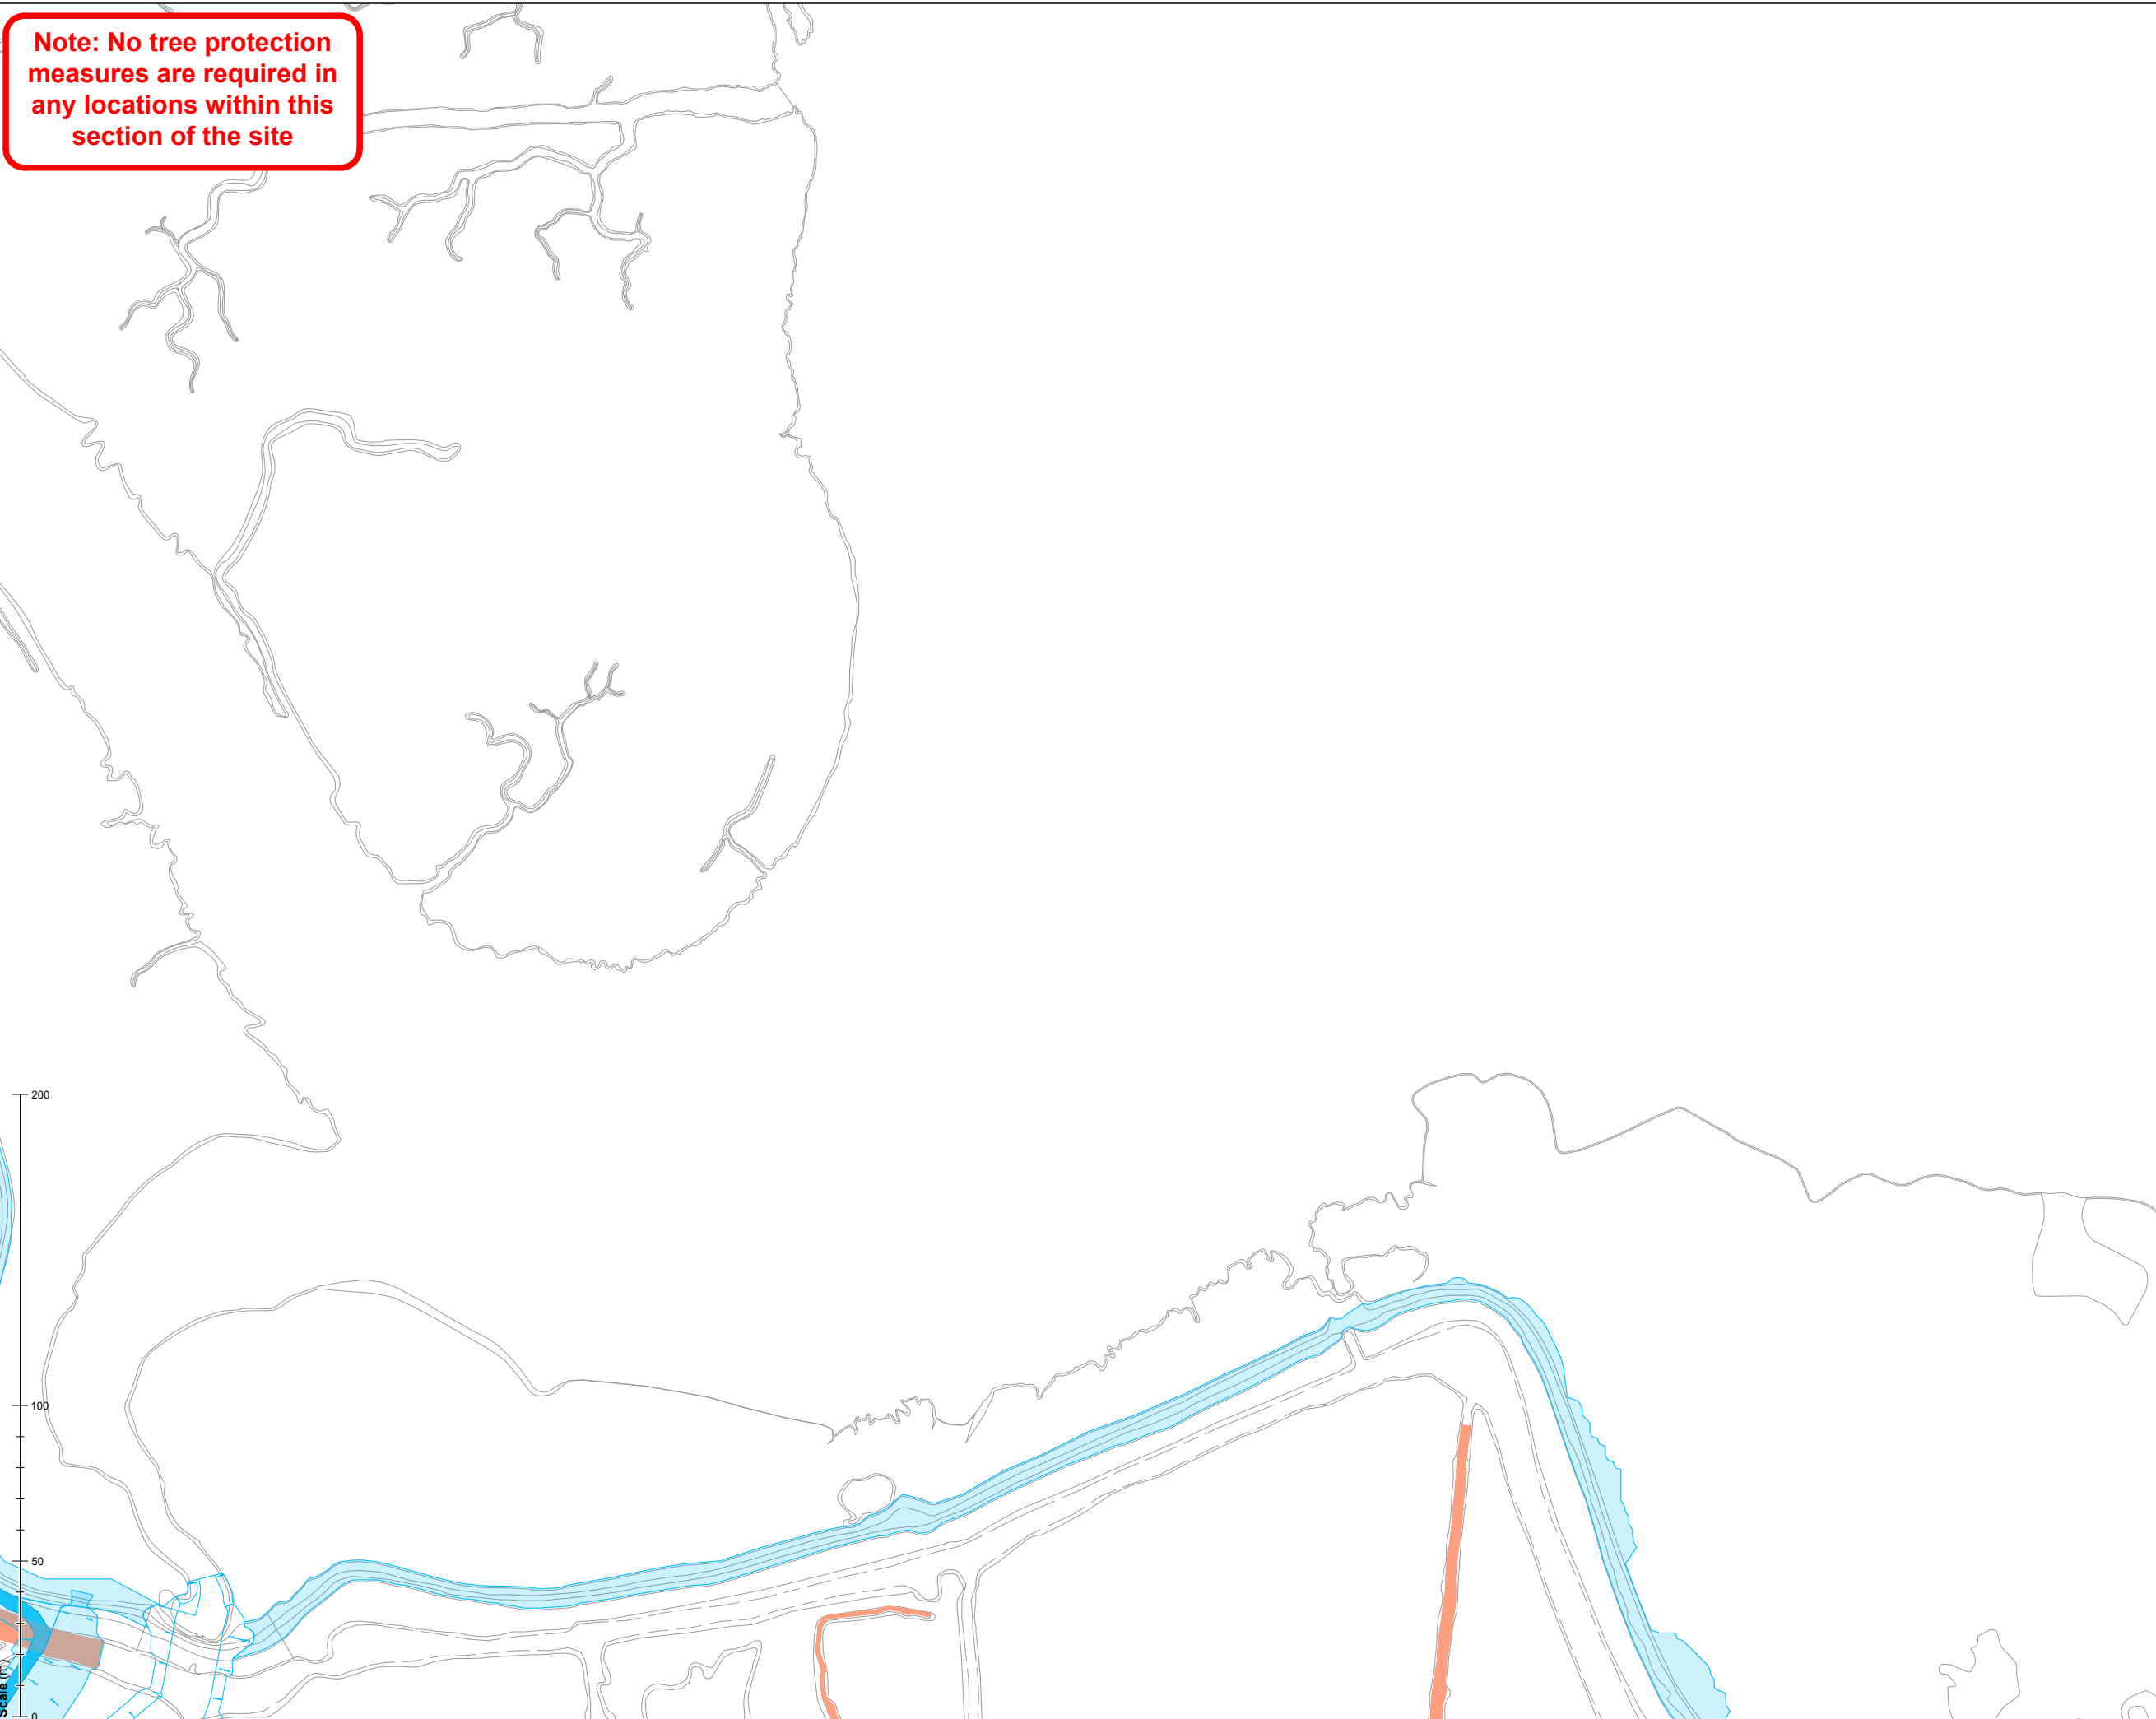 Note: No tree protection
measures are required in
any locations within this
section of the site
200
100
50
0
Scale (m)